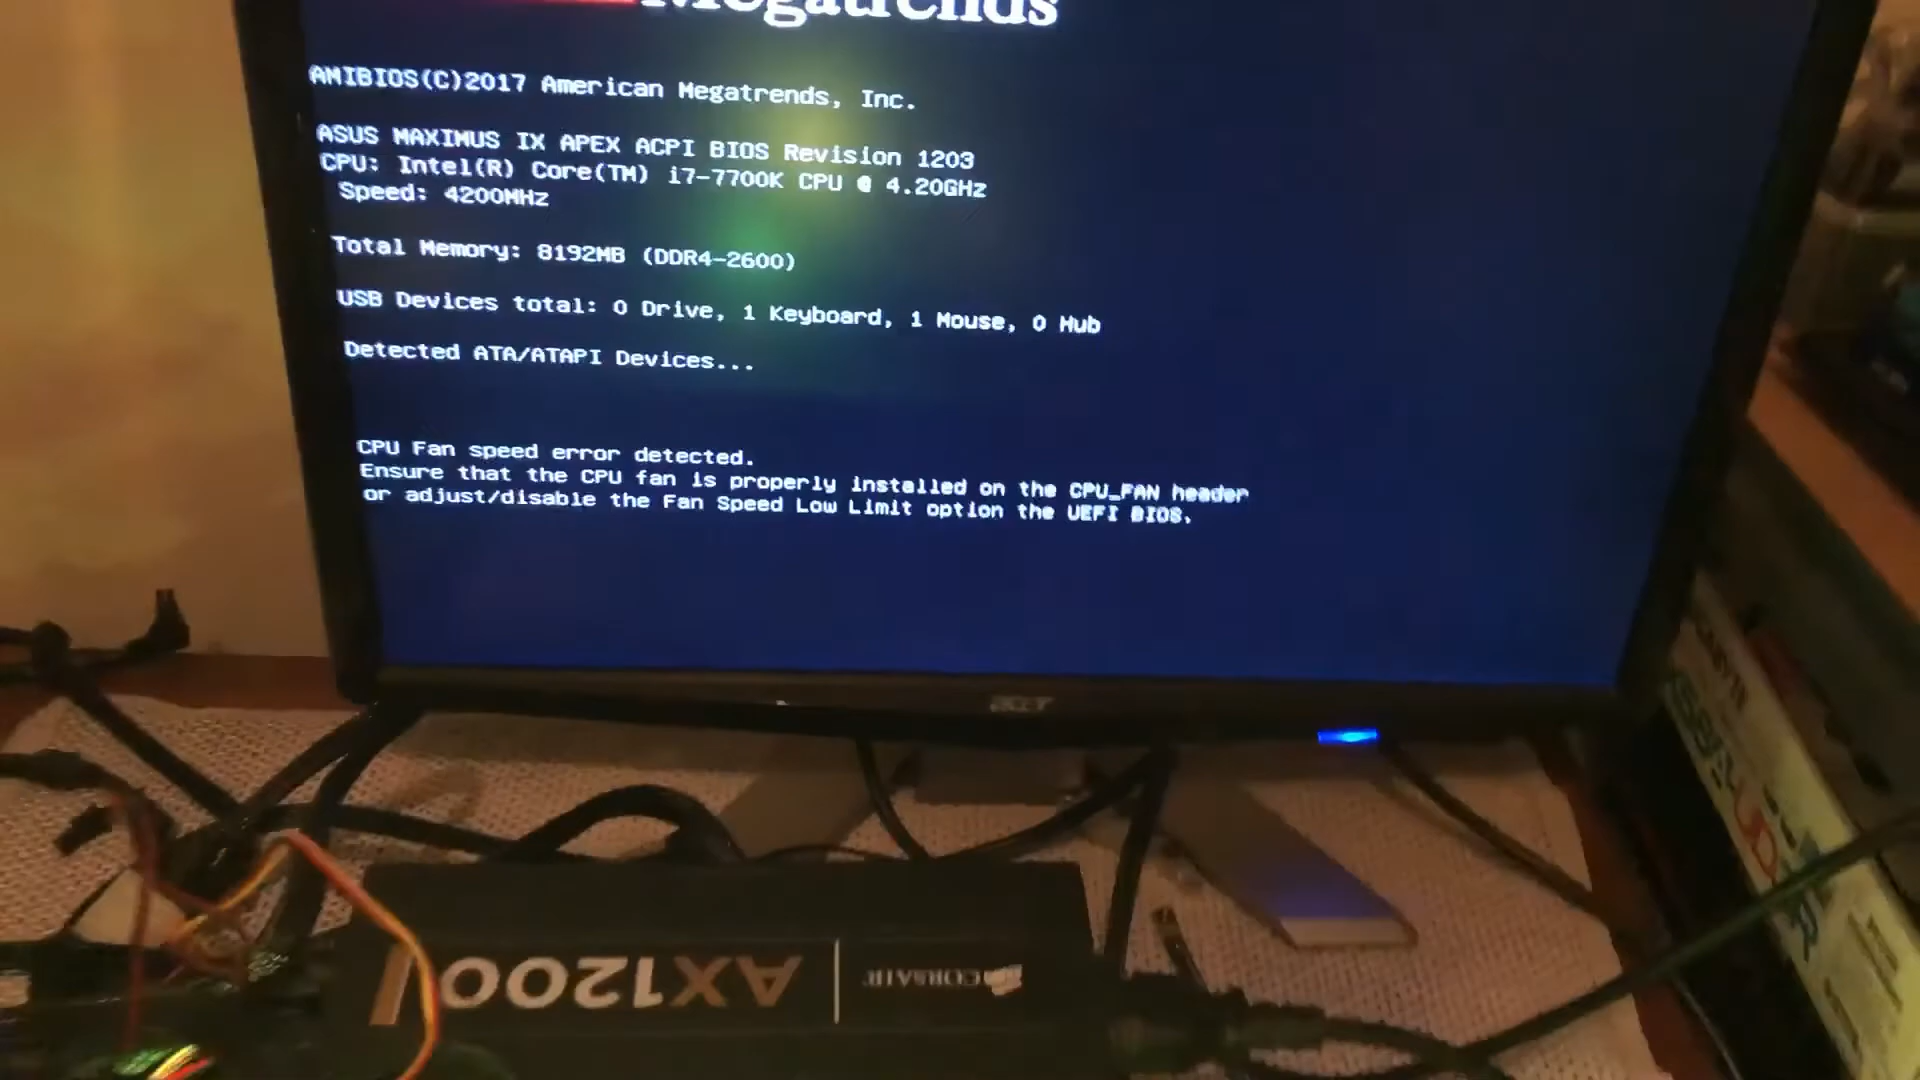 Megatrends
AMIBIOS(C)2017 American Megatrends, Inc.
ASUS MAXIMUS IX APEX ACPI BIOS Revision 1203
CPU: Intel(R) Core(TM) i7-7700K CPU @ 4.20GHz
Speed: 4200MHz
Total Memory: 8192MB (DDR4-2600)
USB Devices total: 0 Drive, 1 Keyboard, 1 Mouse, 0 Hub
Detected ATA/ATAPI Devices...
CPU Fan speed error detected.
Ensure that the CPU fan is properly installed on the CPU_FAN header
or adjust/disable the Fan Speed Low Limit option the UEFI BIOS.
acer
CORSAIR
AX1200